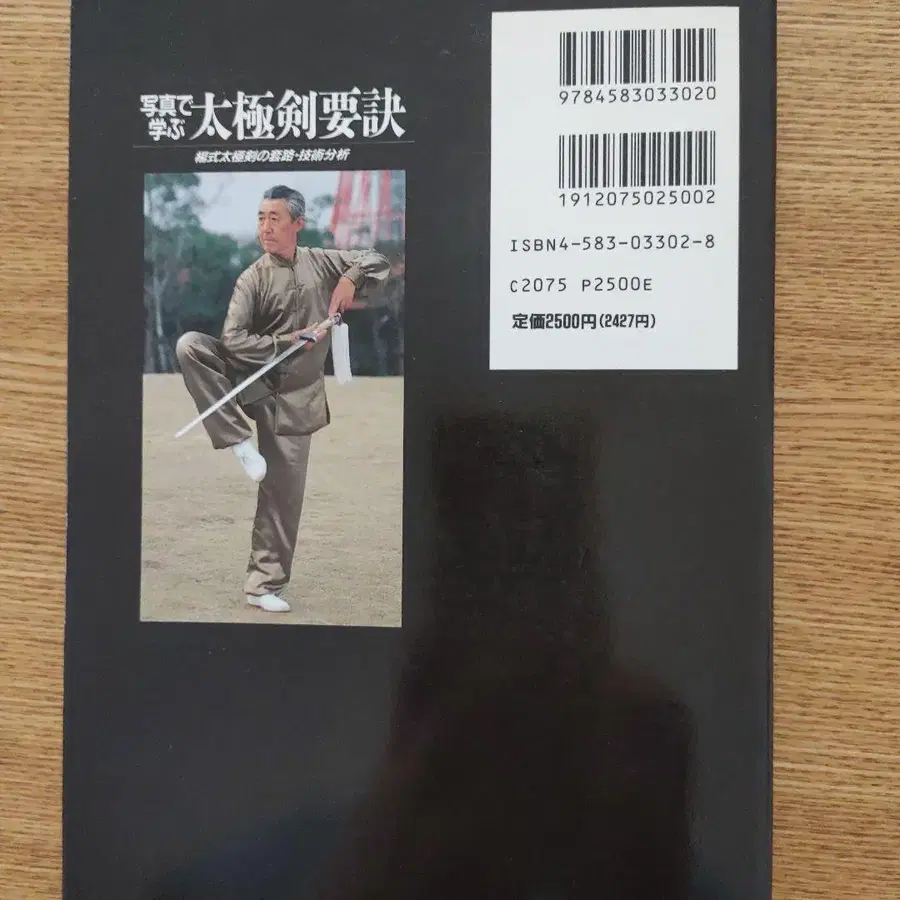 写真で
学ぶ
太極剣要訣
楊式太極剣の套路・技術分析
9784583033020
1912075025002
ISBN4-583-03302-8
C2075 P2500E
定価2500円(2427円)